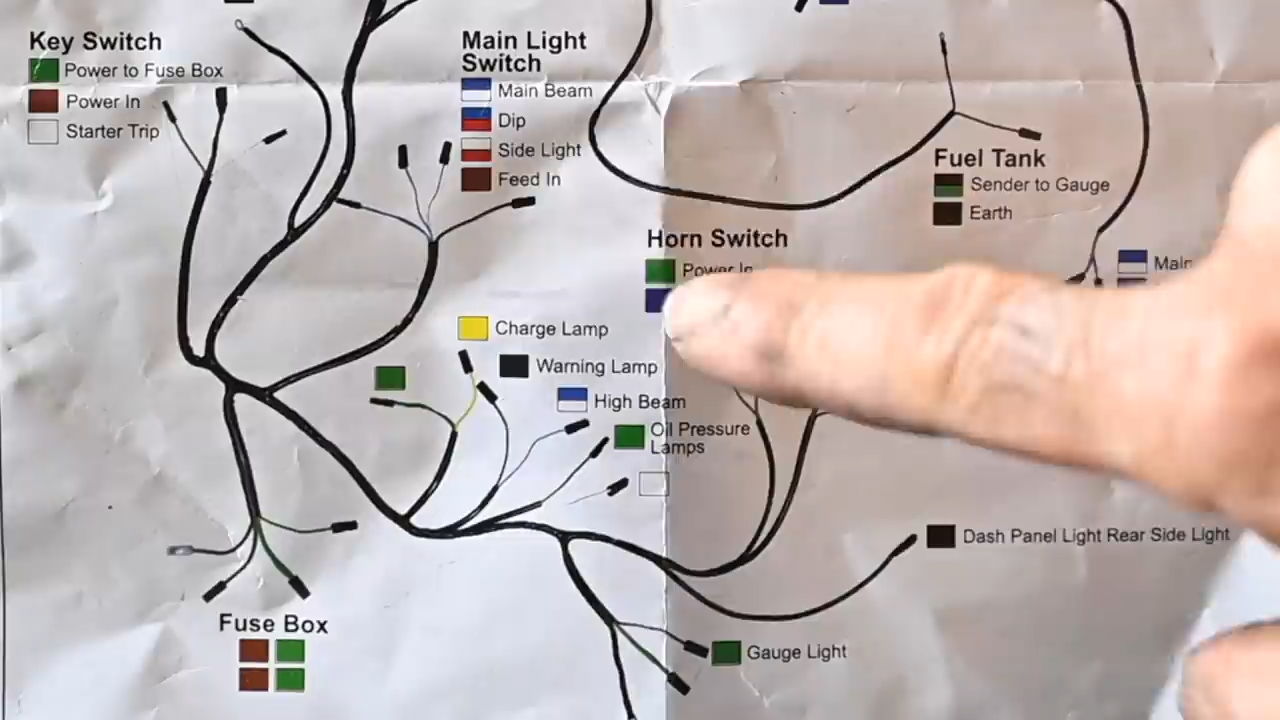 Key Switch
Power to Fuse Box
Power In
Starter Trip
Main Light
Switch
Main Beam
Dip
Side Light
Feed In
Fuel Tank
Sender to Gauge
Earth
Horn Switch
Power In
Main
Charge Lamp
Warning Lamp
High Beam
Oil Pressure
Lamps
Dash Panel Light Rear Side Light
Fuse Box
Gauge Light